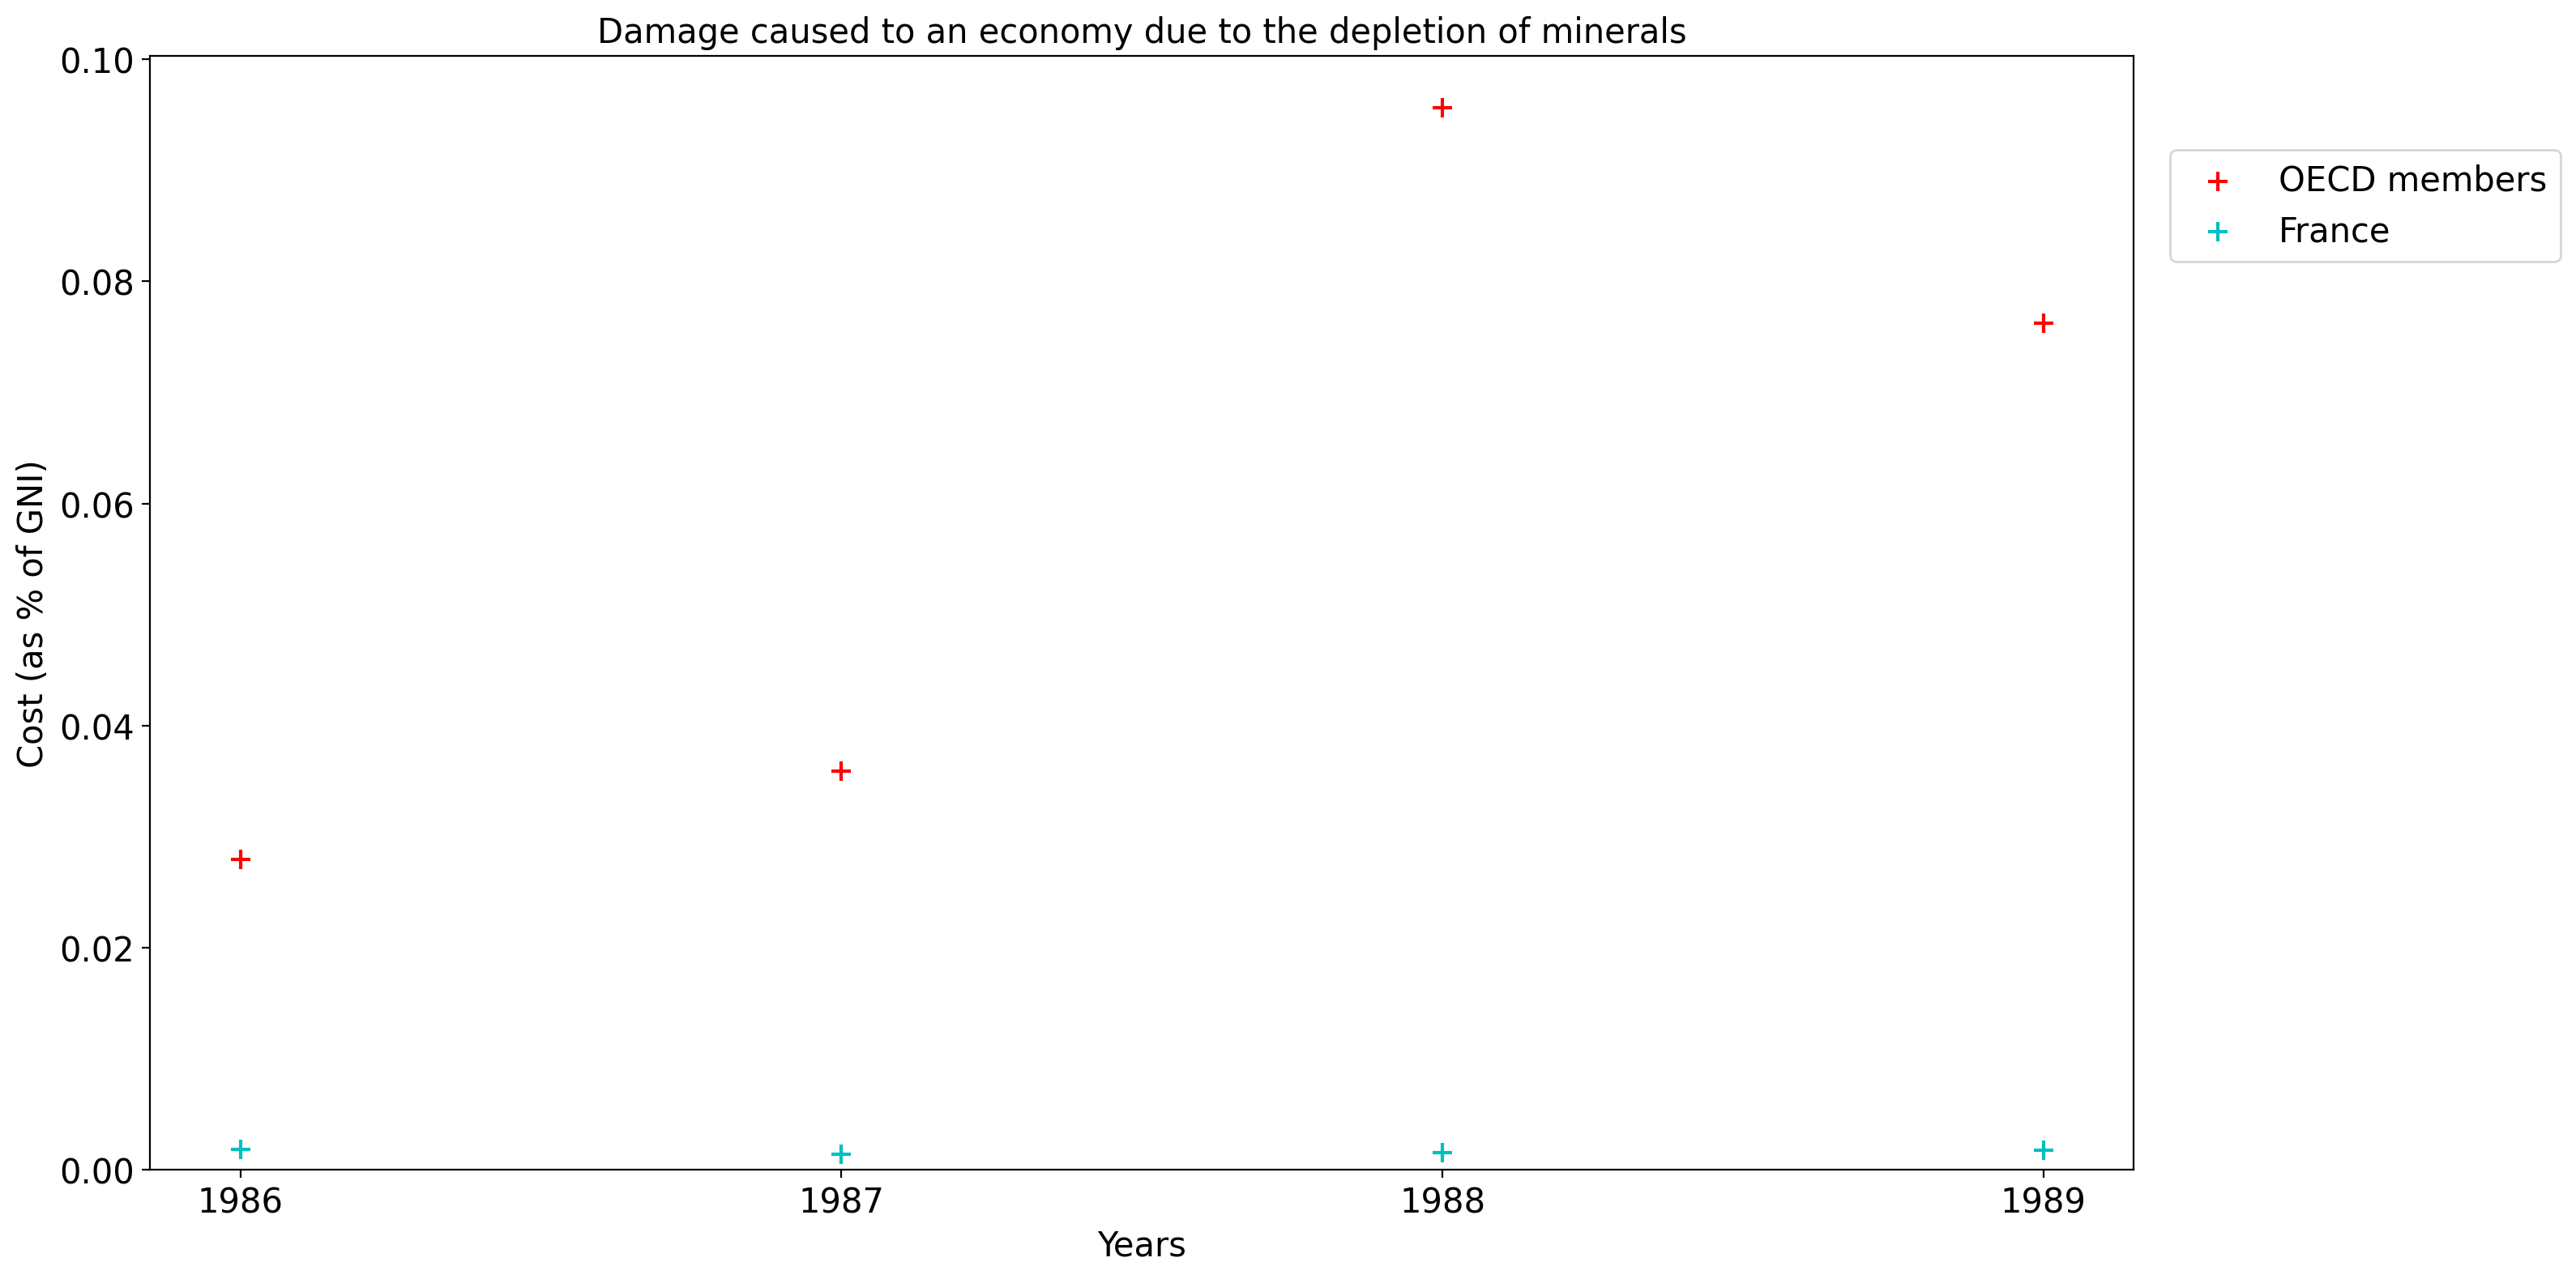 Damage caused to an economy due to the depletion of minerals
0.10
0.08
0.06
0.04
0.02
0.00
Cost (as % of GNI)
1986 1987 1988 1989
Years
OECD members
France